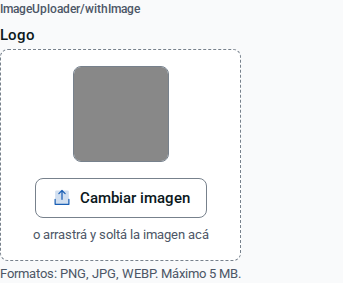 ImageUploader/withImage
Logo
Cambiar imagen
o arrastrá y soltá la imagen acá
Formatos: PNG, JPG, WEBP. Máximo 5 MB.